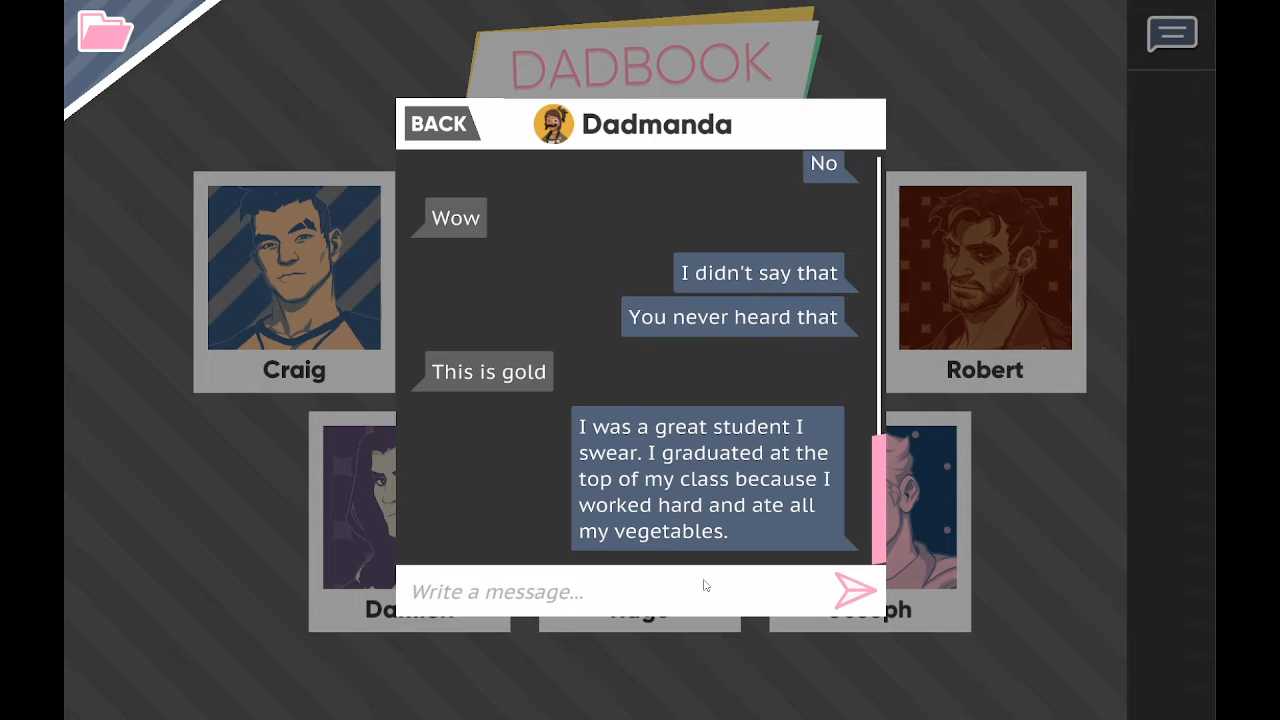 DADBOOK
BACK
Dadmanda
No
Wow
I didn't say that
You never heard that
This is gold
I was a great student I
swear. I graduated at the
top of my class because I
worked hard and ate all
my vegetables.
Write a message...
Craig
Robert